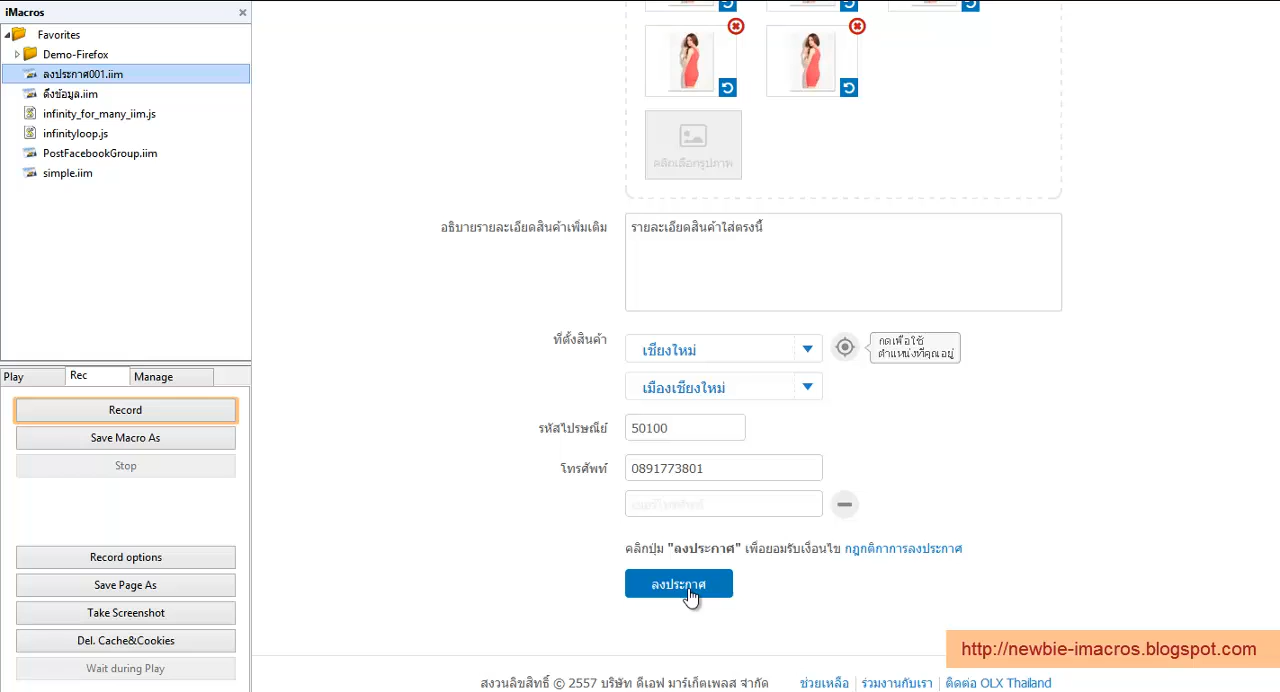 iMacros
Favorites
Demo-Firefox
ลงประกาศ001.iim
ดึงข้อมูล.iim
infinity_for_many_iim.js
infinityloop.js
PostFacebookGroup.iim
simple.iim
Play
Rec
Manage
Record
Save Macro As
Stop
Record options
Save Page As
Take Screenshot
Del. Cache&Cookies
Wait during Play
คลิกเลือกรูปภาพ
อธิบายรายละเอียดสินค้าเพิ่มเติม
รายละเอียดสินค้าใส่ตรงนี้
ที่ตั้งสินค้า
เชียงใหม่
กดเพื่อใช้
ตำแหน่งที่คุณอยู่
เมืองเชียงใหม่
รหัสไปรษณีย์
50100
โทรศัพท์
0891773801
เบอร์โทรศัพท์
คลิกปุ่ม "ลงประกาศ" เพื่อยอมรับเงื่อนไข กฎกติกาการลงประกาศ
ลงประกาศ
http://newbie-imacros.blogspot.com
สงวนลิขสิทธิ์ © 2557 บริษัท ดีเอฟ มาร์เก็ตเพลส จำกัด
ช่วยเหลือ | ร่วมงานกับเรา | ติดต่อ OLX Thailand